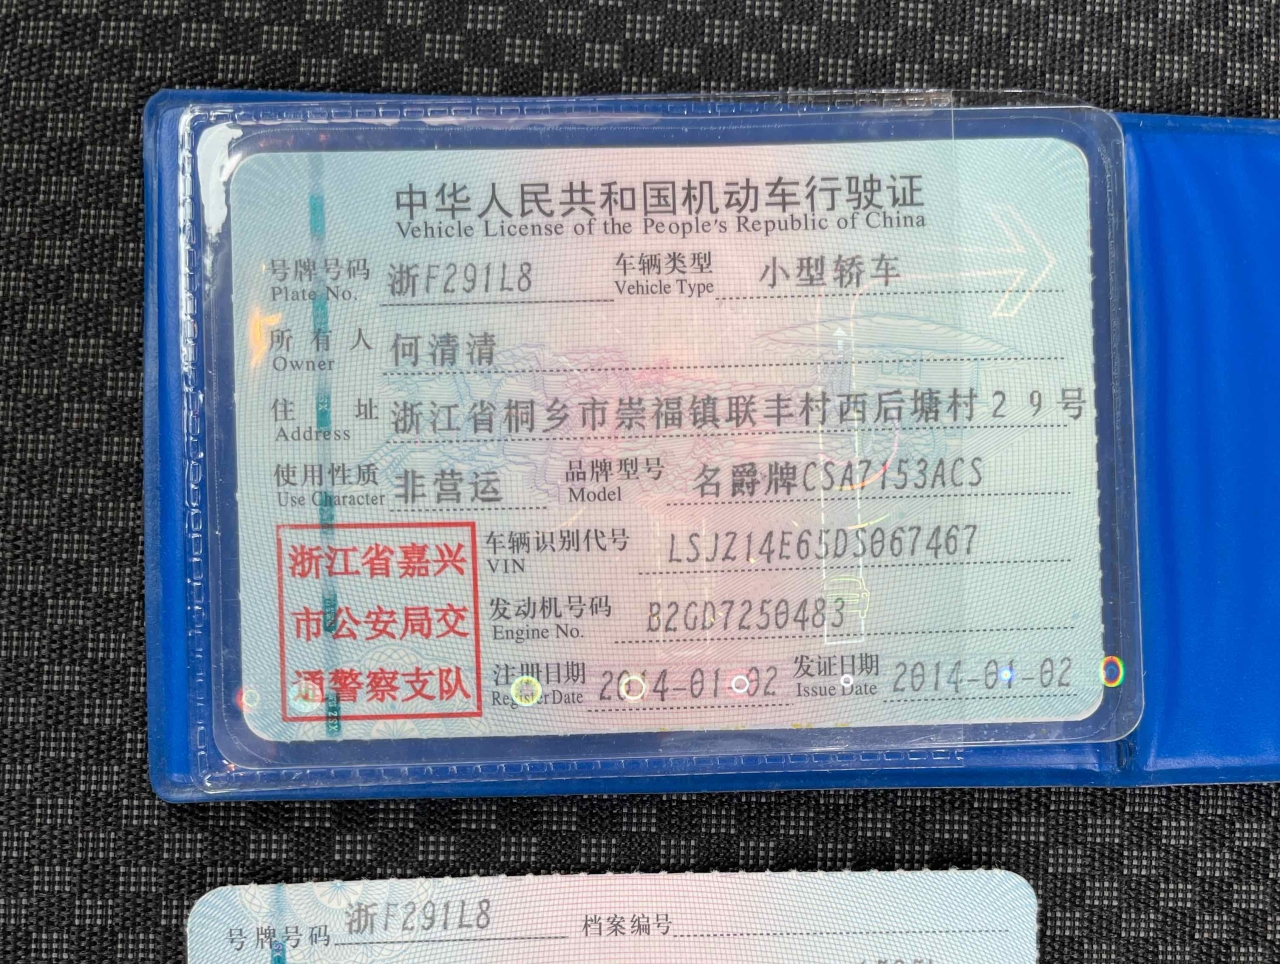 中华人民共和国机动车行驶证
Vehicle License of the People's Republic of China
号牌号码 浙F291L8 车辆类型 小型轿车
Plate No. Vehicle Type
所有人 何清清
Owner
住址 浙江省桐乡市崇福镇联丰村西后塘村29号
Address
使用性质 非营运 品牌型号 名爵牌CSA7153ACS
Use Character Model
浙江省嘉兴
市公安局交
通警察支队
车辆识别代号 LSJZ14E65DS067467
VIN
发动机号码 B2GD7250483
Engine No.
注册日期 2014-01-02 发证日期 2014-01-02
Register Date Issue Date
号牌号码 浙F291L8 档案编号